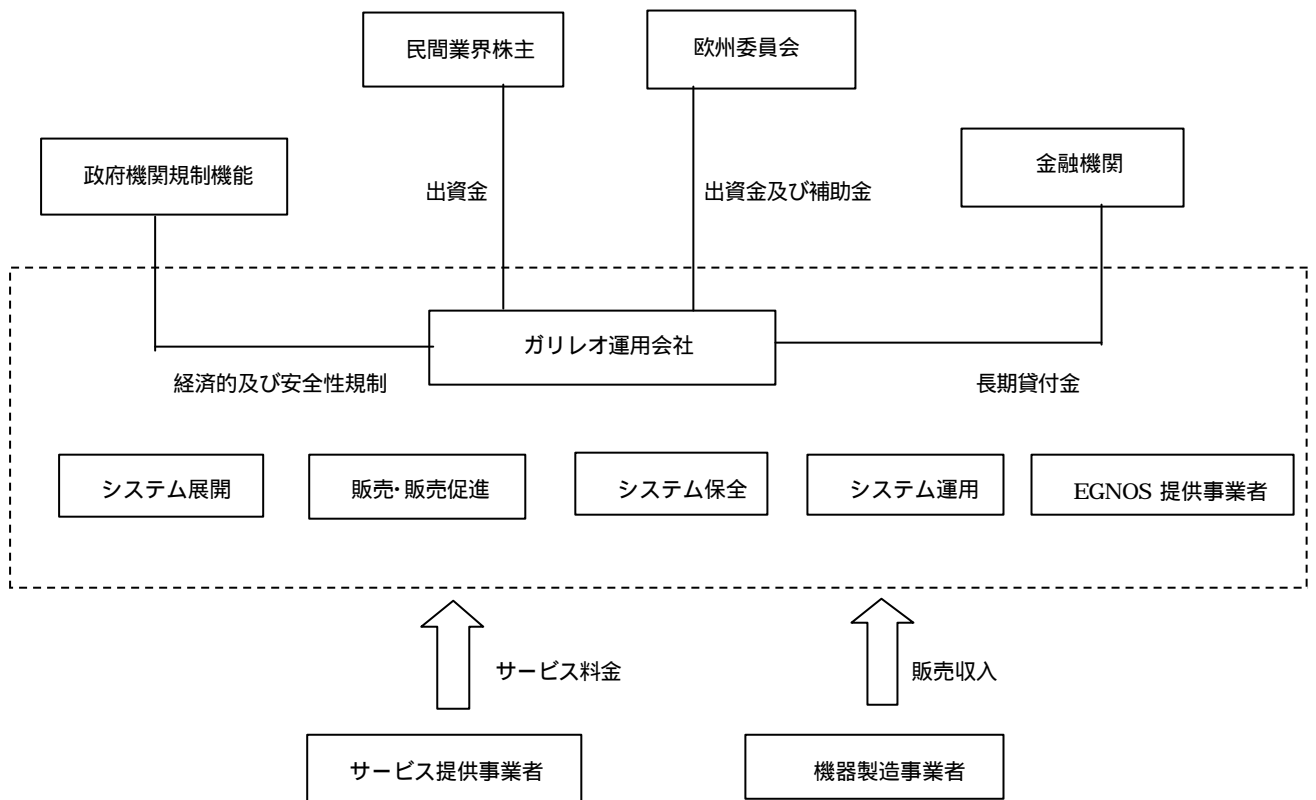 民間業界株主
欧州委員会
政府機関規制機能
金融機関
出資金
出資金及び補助金
ガリレオ運用会社
経済的及び安全性規制
長期貸付金
システム展開
販売・販売促進
システム保全
システム運用
EGNOS 提供事業者
サービス料金
販売収入
サービス提供事業者
機器製造事業者